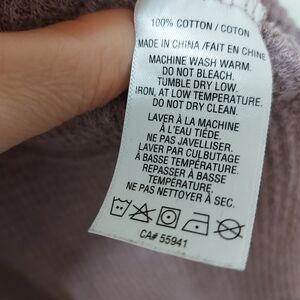 100% COTTON / COTON
MADE IN CHINA /FAIT EN CHINE
MACHINE WASH WARM.
DO NOT BLEACH.
TUMBLE DRY LOW.
IRON, AT LOW TEMPERATURE.
DO NOT DRY CLEAN.
LAVER À LA MACHINE
À L'EAU TIÈDE.
NE PAS JAVELLISER.
LAVER PAR CULBUTAGE
À BASSE TEMPÉRATURE.
REPASSER À BASSE
TEMPÉRATURE.
NE PAS NETTOYER À SEC.
CA# 55941